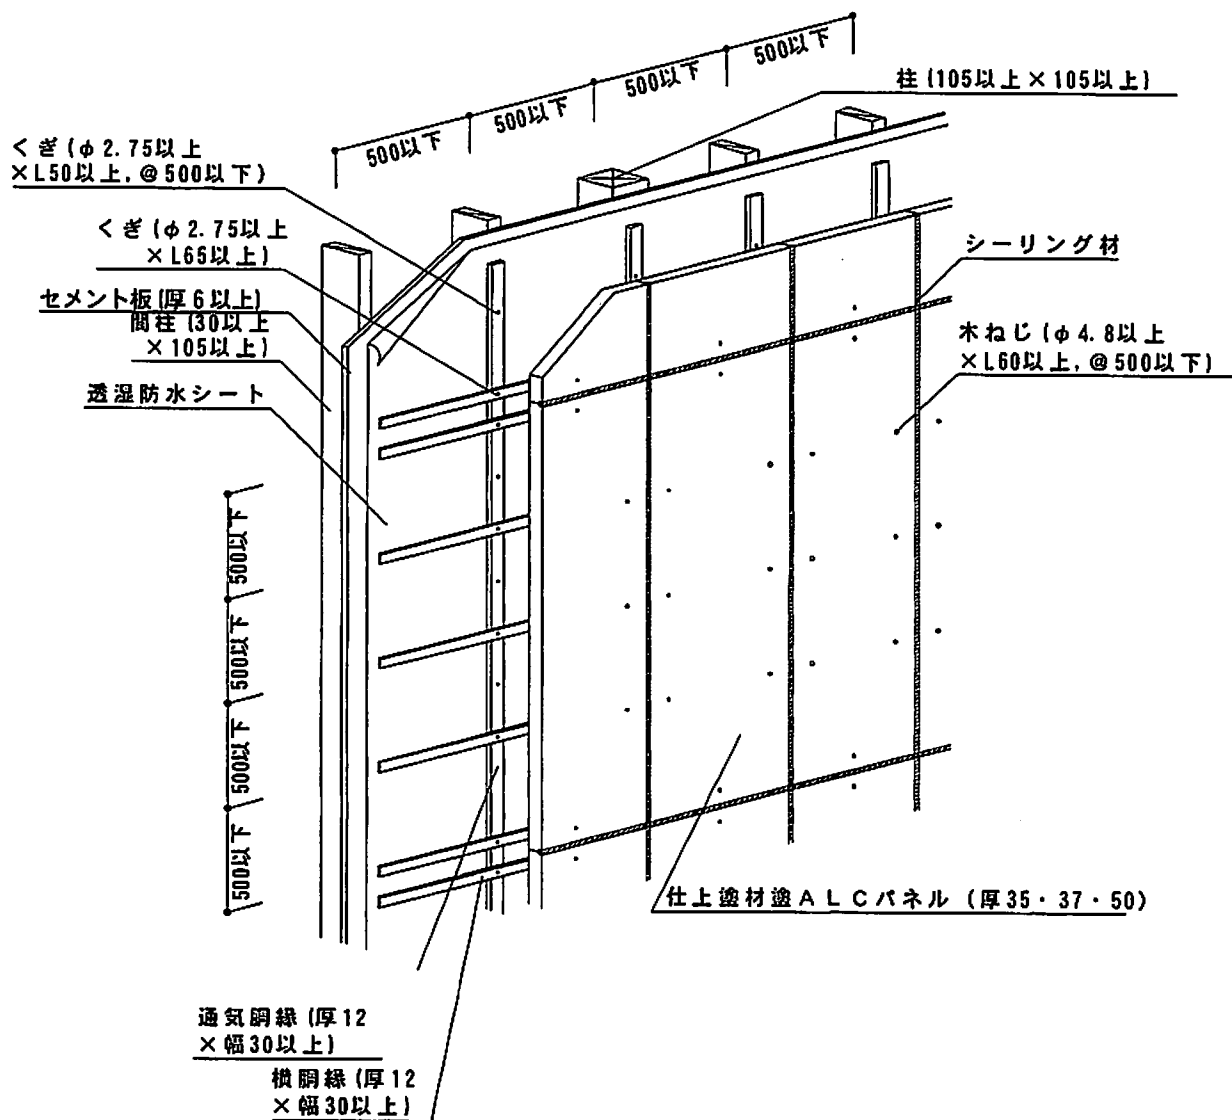 500以下
500以下
500以下
500以下
柱(105以上×105以上)
くぎ(φ2.75以上
×L50以上,@500以下)
くぎ(φ2.75以上
×L65以上)
セメント板(厚6以上)
間柱(30以上
×105以上)
透湿防水シート
シーリング材
木ねじ(φ4.8以上
×L60以上,@500以下)
500以下
500以下
500以下
500以下
仕上塗材塗ALCパネル(厚35・37・50)
通気胴縁(厚12
×幅30以上)
横胴縁(厚12
×幅30以上)